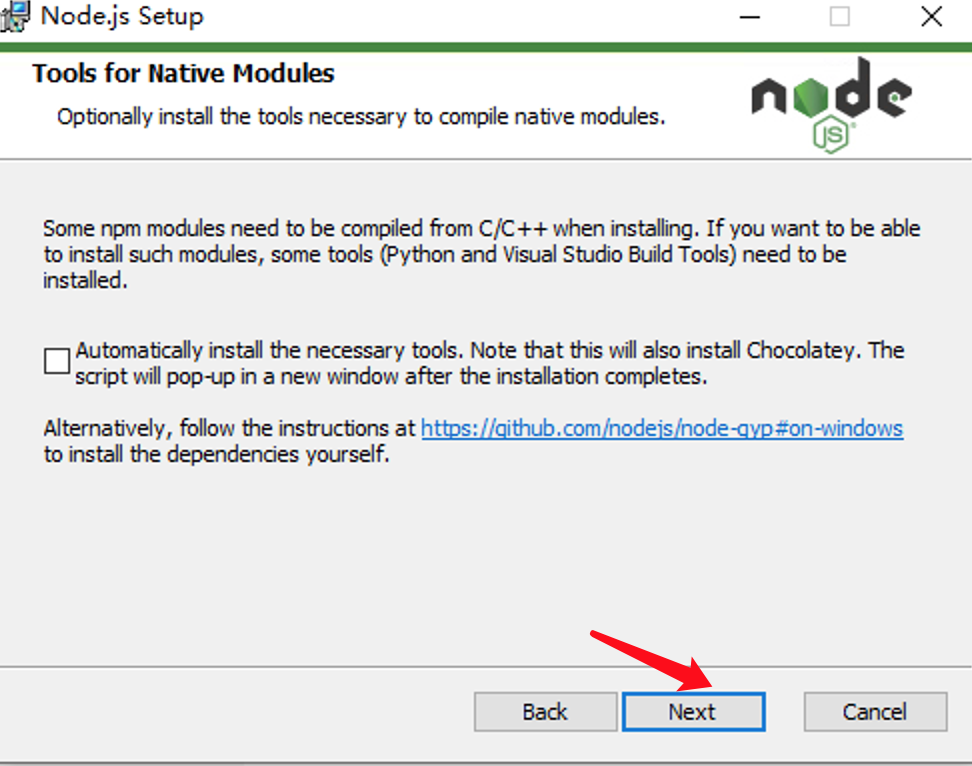 Node.js Setup
Tools for Native Modules
Optionally install the tools necessary to compile native modules.
node
JS
Some npm modules need to be compiled from C/C++ when installing. If you want to be able
to install such modules, some tools (Python and Visual Studio Build Tools) need to be
installed.
Automatically install the necessary tools. Note that this will also install Chocolatey. The
script will pop-up in a new window after the installation completes.
Alternatively, follow the instructions at https://github.com/nodejs/node-gyp#on-windows
to install the dependencies yourself.
Back Next Cancel